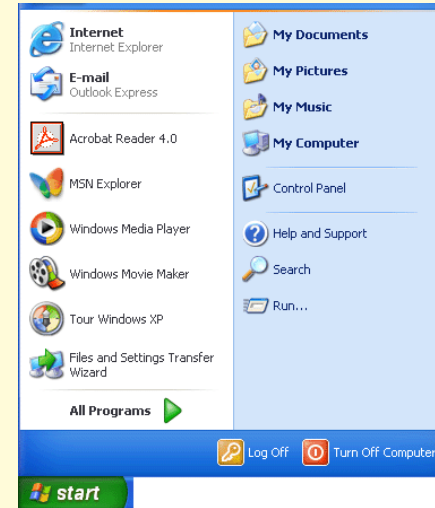 Internet
Internet Explorer
E-mail
Outlook Express
Acrobat Reader 4.0
MSN Explorer
Windows Media Player
Windows Movie Maker
Tour Windows XP
Files and Settings Transfer
Wizard
All Programs
My Documents
My Pictures
My Music
My Computer
Control Panel
Help and Support
Search
Run...
Log Off
Turn Off Computer
start